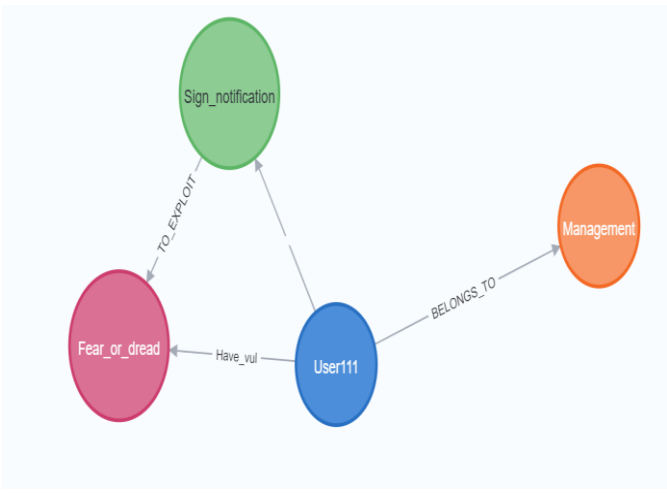 Sign_notification
TO_EXPLOIT
Management
BELONGS_TO
Fear_or_dread
Have_vul
User111